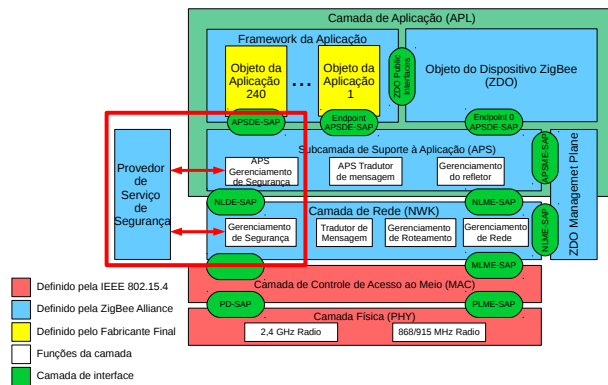 Camada de Aplicação (APL)
Framework da Aplicação
Objeto da
Aplicação
240
...
Objeto da
Aplicação
1
ZDO Public
Interfaces
Objeto do Dispositivo ZigBee
(ZDO)
APSDE-SAP
Endpoint
APSDE-SAP
Endpoint 0
APSDE-SAP
Provedor
de
Serviço
de
Segurança
Subcamada de Suporte à Aplicação (APS)
APS
Gerenciamento
de Segurança
APS Tradutor
de mensagem
Gerenciamento
do refletor
APSME-SAP
ZDO Managemet Plane
NLDE-SAP
NLME-SAP
Camada de Rede (NWK)
Gerenciamento
de Segurança
Tradutor de
Mensagem
Gerenciamento
de Roteamento
Gerenciamento
de Rede
NLME-SAP
MLME-SAP
Camada de Controle de Acesso ao Meio (MAC)
PD-SAP
PLME-SAP
Camada Física (PHY)
2,4 GHz Radio
868/915 MHz Radio
Definido pela IEEE 802.15.4
Definido pela ZigBee Alliance
Definido pelo Fabricante Final
Funções da camada
Camada de interface